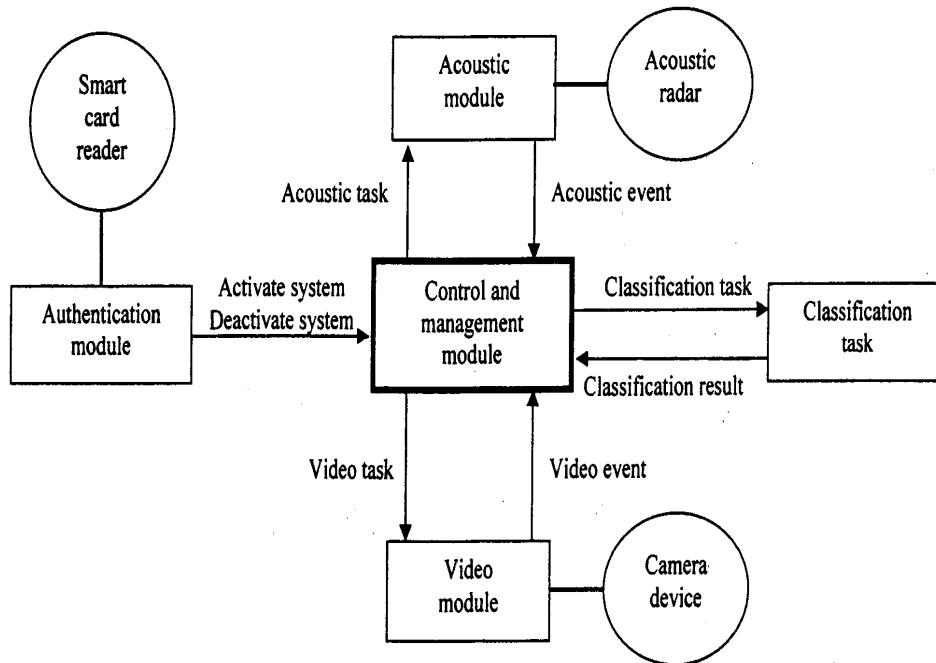 Smart
card
reader
Acoustic
module
Acoustic
radar
Acoustic task
Acoustic event
Authentication
module
Activate system
Deactivate system
Control and
management
module
Classification task
Classification result
Classification
task
Video task
Video event
Video
module
Camera
device